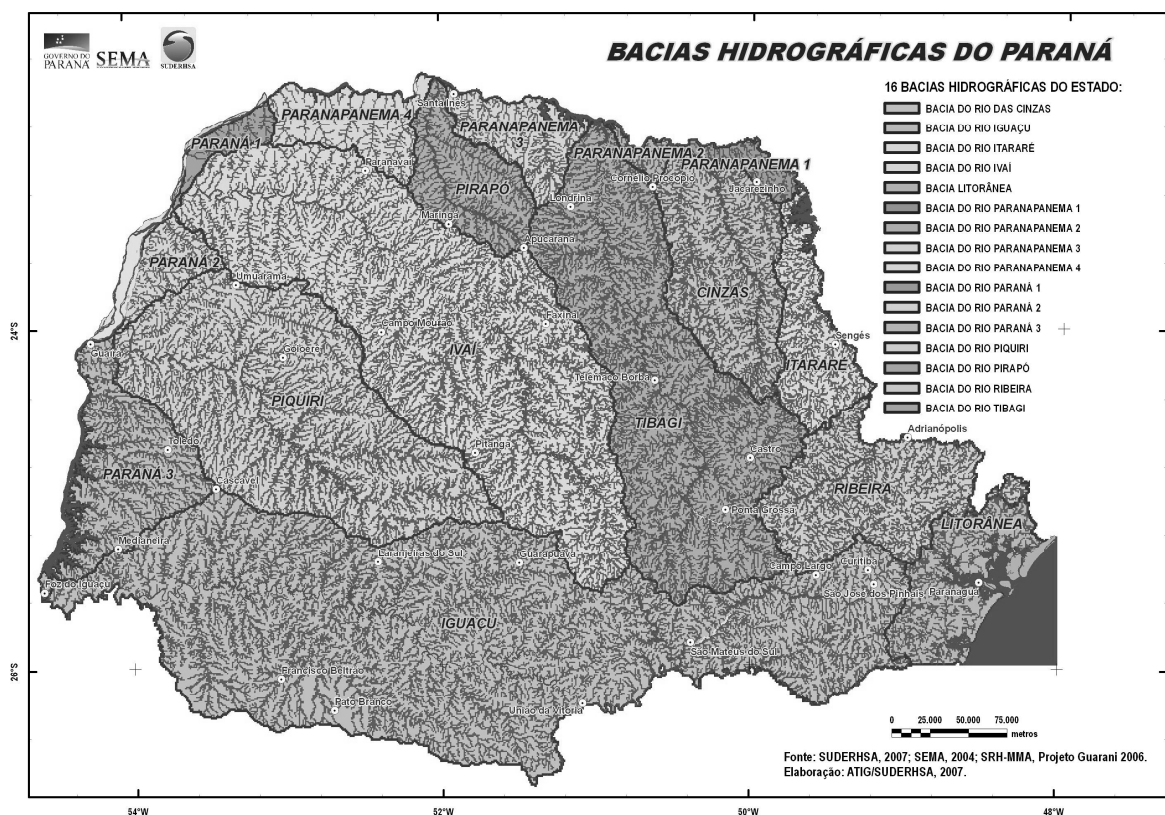 GOVERNO DO
PARANÁ
SEMA
SUDERHSA
BACIAS HIDROGRÁFICAS DO PARANÁ
16 BACIAS HIDROGRÁFICAS DO ESTADO:
BACIA DO RIO DAS CINZAS
BACIA DO RIO IGUAÇU
BACIA DO RIO ITARARÉ
BACIA DO RIO IVAÍ
BACIA LITORÂNEA
BACIA DO RIO PARANAPANEMA 1
BACIA DO RIO PARANAPANEMA 2
BACIA DO RIO PARANAPANEMA 3
BACIA DO RIO PARANAPANEMA 4
BACIA DO RIO PARANÁ 1
BACIA DO RIO PARANÁ 2
BACIA DO RIO PARANÁ 3
BACIA DO RIO PIQUIRI
BACIA DO RIO PIRAPÓ
BACIA DO RIO RIBEIRA
BACIA DO RIO TIBAGI
Santa Inês
PARANAPANEMA 4
PARANAPANEMA
3
PARANÁ 1
PARANAPANEMA 2
PARANAPANEMA 1
Paranavaí
PIRAPÓ
Cornélio Procópio
Jacarezinho
Londrina
Maringá
Apucarana
PARANÁ 2
Umuarama
CINZAS
Campo Mourão
Faxina
Sengés
Guaíra
Goioerê
IVAÍ
ITARARÉ
Telemaco Borba
PIQUIRI
TIBAGI
Adrianópolis
Toledo
Pitanga
Castro
PARANÁ 3
Cascavel
RIBEIRA
Ponta Grossa
LITORÂNEA
Medianeira
Laranjeiras do Sul
Guarapuava
Campo Largo
Curitiba
Foz do Iguaçu
São José dos Pinhais
Paranaguá
IGUAÇU
São Mateus do Sul
Francisco Beltrão
Pato Branco
União da Vitória
24°S
26°S
0 25.000 50.000 75.000
metros
Fonte: SUDERHSA, 2007; SEMA, 2004; SRH-MMA, Projeto Guarani 2006.
Elaboração: ATIG/SUDERHSA, 2007.
54°W
52°W
50°W
48°W